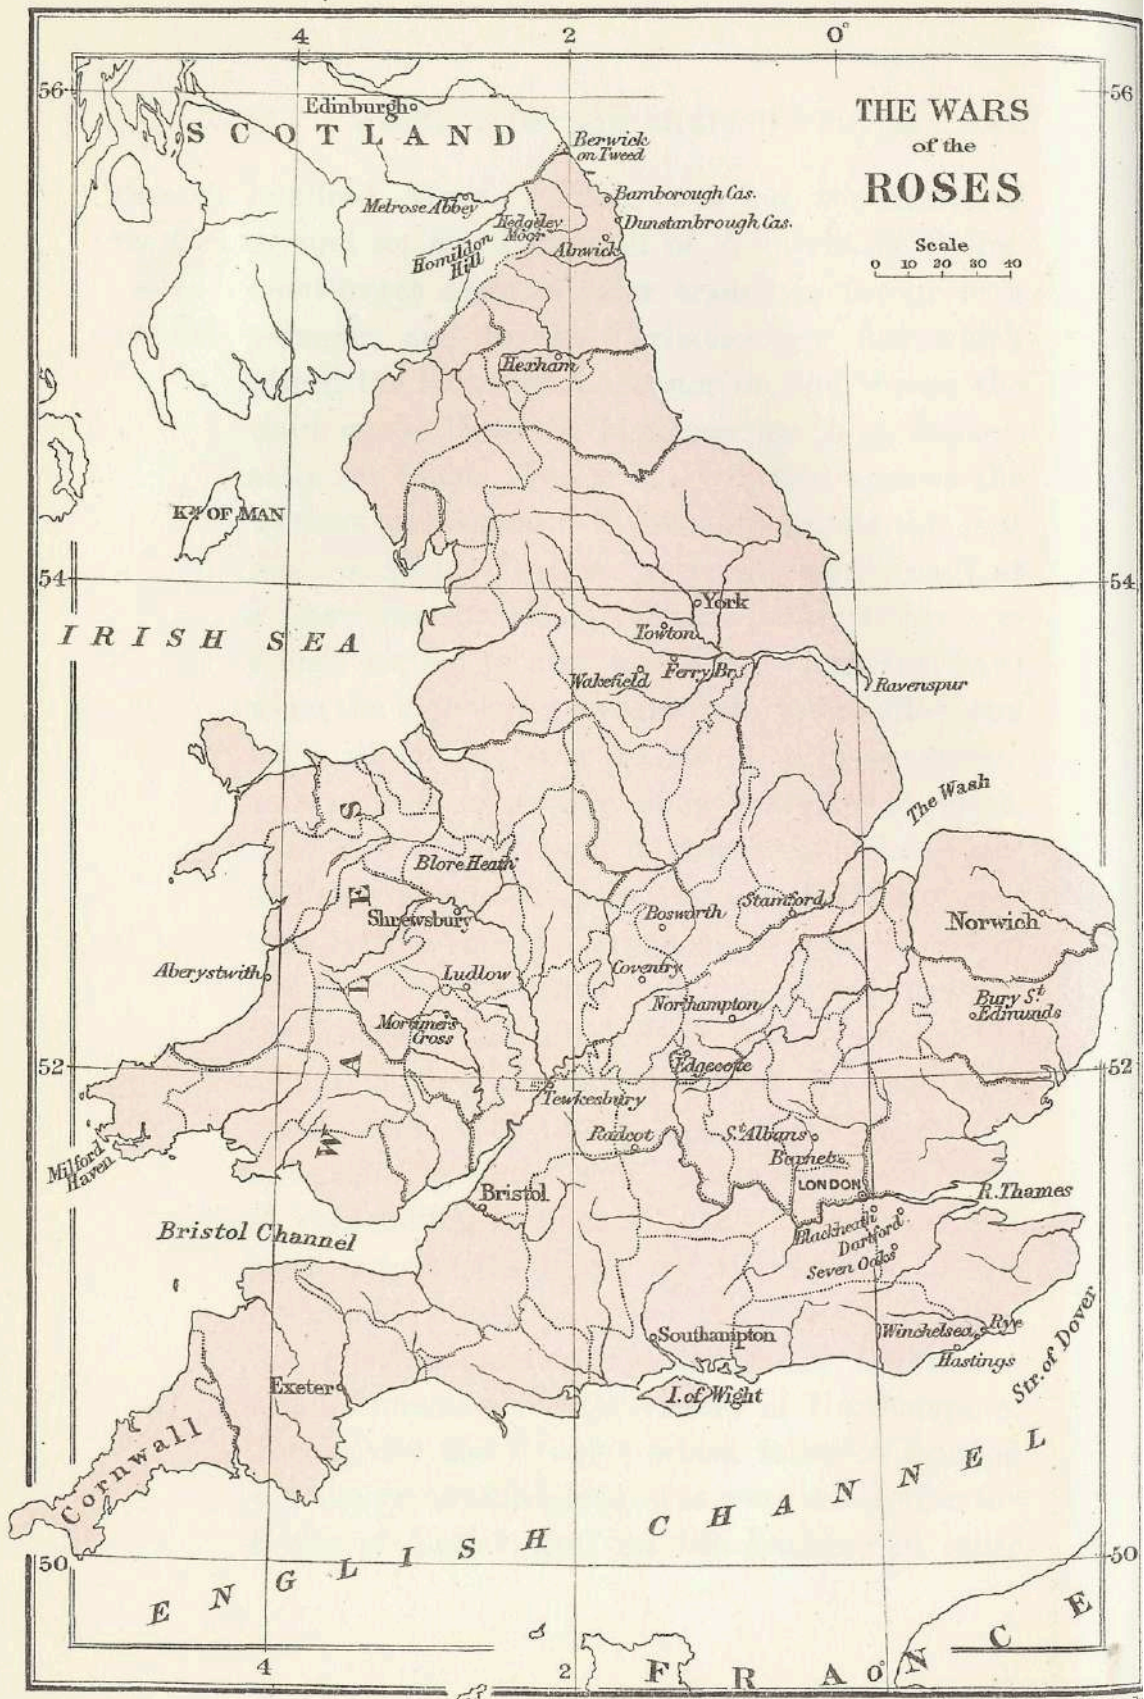 4 2 0°
56 56
THE WARS
of the
ROSES
Scale
0 10 20 30 40
Edinburgh
SCOTLAND
Berwick
on Tweed
Melrose Abbey
Bamborough Cas.
Hedgeley
Moor
Dunstanbrough Cas.
Homildon
Hill
Alnwick
Hexham
Kᴰ. OF MAN
54 54
York
IRISH SEA
Towton
Wakefield
Ferry Br.
Ravenspur
The Wash
Blore Heath
Shrewsbury
Bosworth
Stamford
Norwich
Aberystwith
Ludlow
Coventry
Northampton
Bury Sᵗ.
Edmunds
Mortimer's
Cross
WALES
52 52
Edgecote
Tewkesbury
Milford
Haven
Radcot
Sᵗ. Albans
Barnet
LONDON
Bristol
R. Thames
Bristol Channel
Blackheath
Dartford
Seven Oaks
Southampton
Winchelsea
Rye
Hastings
Str. of Dover
Exeter
I. of Wight
Cornwall
ENGLISH CHANNEL
50 50
FRANCE
4 2 0°